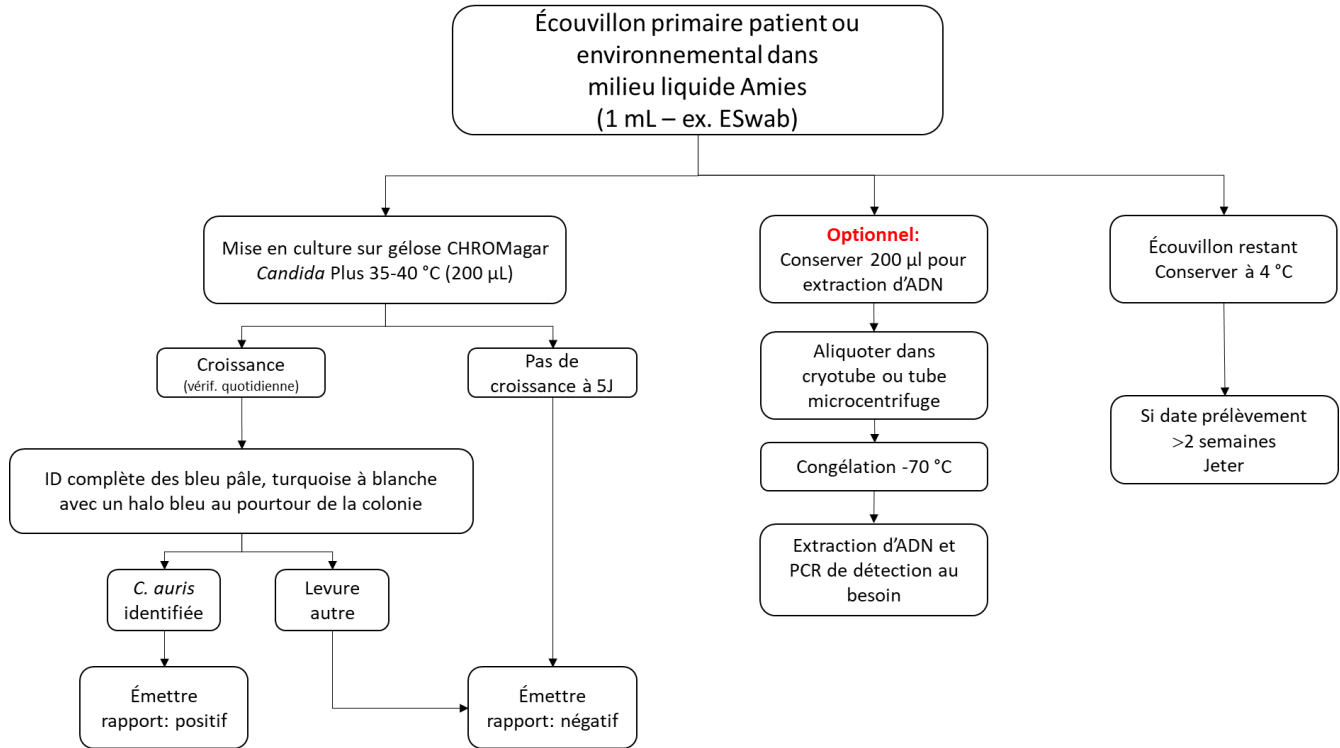 Écouvillon primaire patient ou
environnemental dans
milieu liquide Amies
(1 mL – ex. ESwab)
Mise en culture sur gélose CHROMagar
Candida Plus 35-40 °C (200 µL)
Optionnel:
Conserver 200 µl pour
extraction d’ADN
Écouvillon restant
Conserver à 4 °C
Croissance
(vérif. quotidienne)
Pas de
croissance à 5J
Aliquoter dans
cryotube ou tube
microcentrifuge
Si date prélèvement
>2 semaines
Jeter
ID complète des bleu pâle, turquoise à blanche
avec un halo bleu au pourtour de la colonie
Congélation -70 °C
Extraction d’ADN et
PCR de détection au
besoin
C. auris
identifiée
Levure
autre
Émettre
rapport: positif
Émettre
rapport: négatif